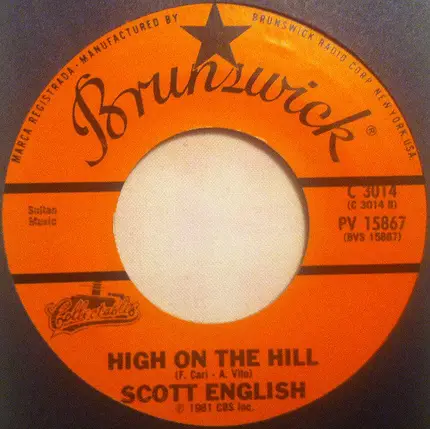 MARCA REGISTRADA · MANUFACTURED BY BRUNSWICK RADIO CORP. NEW YORK, USA
Brunswick®
C 3014
(C 3014 B)
Sultan
Music
PV 15867
(BVS 15867)
Collectables
HIGH ON THE HILL
(F. Cari - A. Vito)
SCOTT ENGLISH
℗ 1981 CBS Inc.